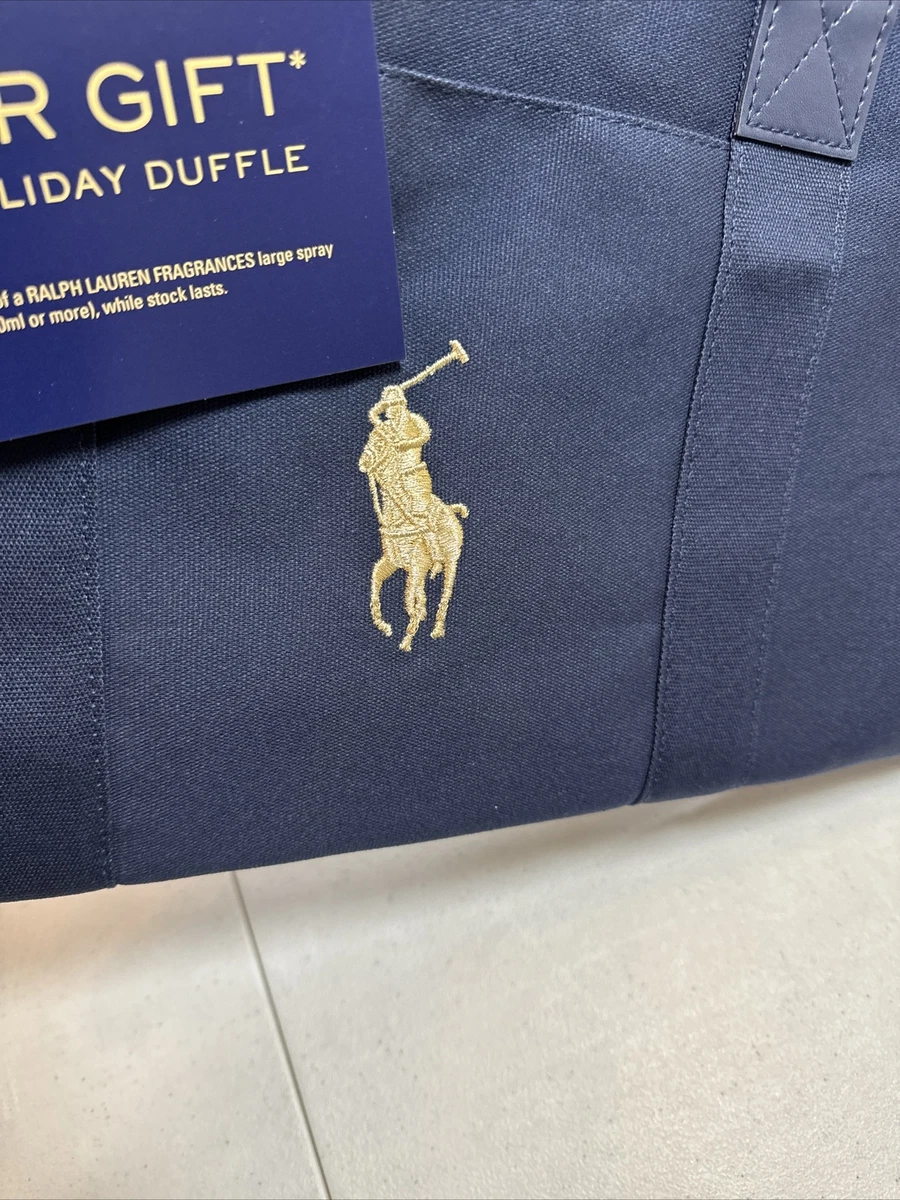 R GIFT*
LIDAY DUFFLE
of a RALPH LAUREN FRAGRANCES large spray
0ml or more), while stock lasts.